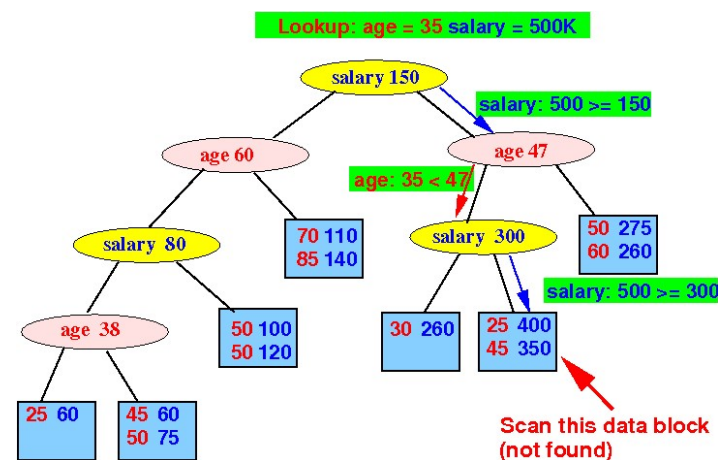 Lookup: age = 35 salary = 500K
salary 150
salary: 500 >= 150
age 60
age 47
age: 35 < 47
salary 80
70 110
85 140
salary 300
50 275
60 260
salary: 500 >= 300
age 38
50 100
50 120
30 260
25 400
45 350
25 60
45 60
50 75
Scan this data block
(not found)